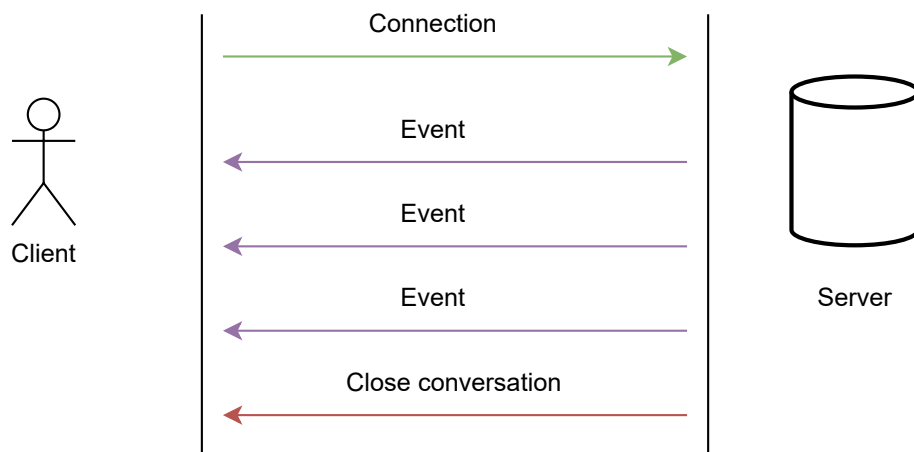 Connection
Event
Event
Client
Event
Server
Close conversation